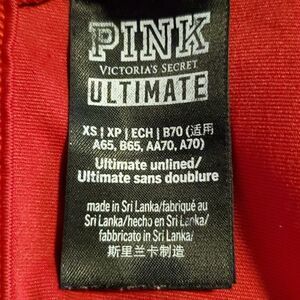 PINK
VICTORIA'S SECRET
ULTIMATE
XS | XP | ECH | B70 (适用
A65, B65, AA70, A70)
Ultimate unlined/
Ultimate sans doublure
made in Sri Lanka/fabriqué au
Sri Lanka/hecho en Sri Lanka/
fabbricato in Sri Lanka/
斯里兰卡制造